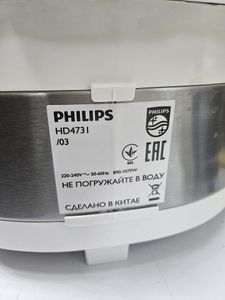 PHILIPS
HD4731
/03
PHILIPS
EAC
220-240V~ 50-60Hz 890-1070W
НЕ ПОГРУЖАЙТЕ В ВОДУ
СДЕЛАНО В КИТАЕ